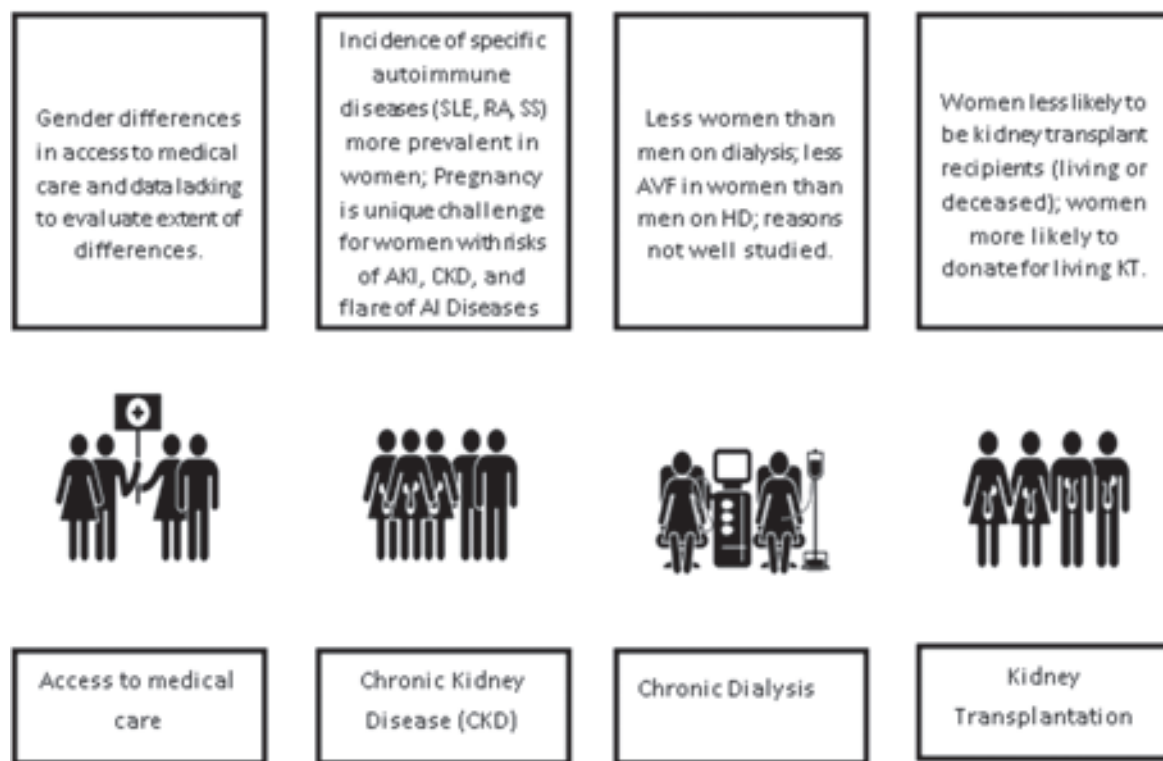 Gender differences
in access to medical
care and data lacking
to evaluate extent of
differences.
Incidence of specific
autoimmune
diseases (SLE, RA, SS)
more prevalent in
women; Pregnancy
is unique challenge
for women with risks
of AKI, CKD, and
flare of AI Diseases
Less women than
men on dialysis; less
AVF in women than
men on HD; reasons
not well studied.
Women less likely to
be kidney transplant
recipients (living or
deceased); women
more likely to
donate for living KT.
Access to medical
care
Chronic Kidney
Disease (CKD)
Chronic Dialysis
Kidney
Transplantation